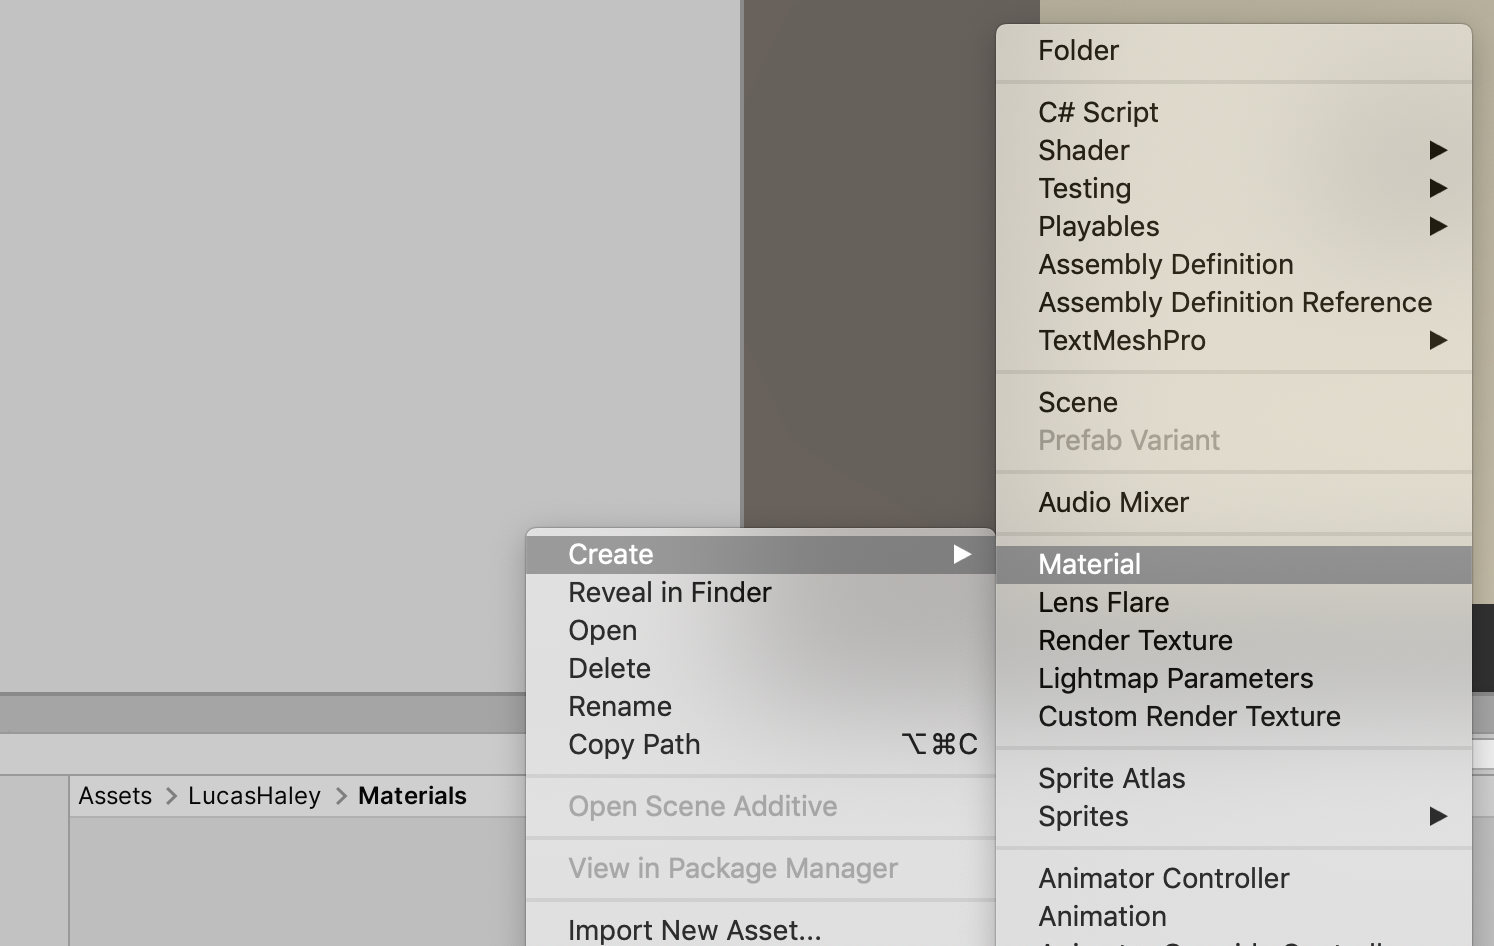 Folder
C# Script
Shader
Testing
Playables
Assembly Definition
Assembly Definition Reference
TextMeshPro
Scene
Prefab Variant
Audio Mixer
Material
Lens Flare
Render Texture
Lightmap Parameters
Custom Render Texture
Sprite Atlas
Sprites
Animator Controller
Animation
Create
Reveal in Finder
Open
Delete
Rename
Copy Path ⌥⌘C
Open Scene Additive
View in Package Manager
Import New Asset...
Assets > LucasHaley > Materials